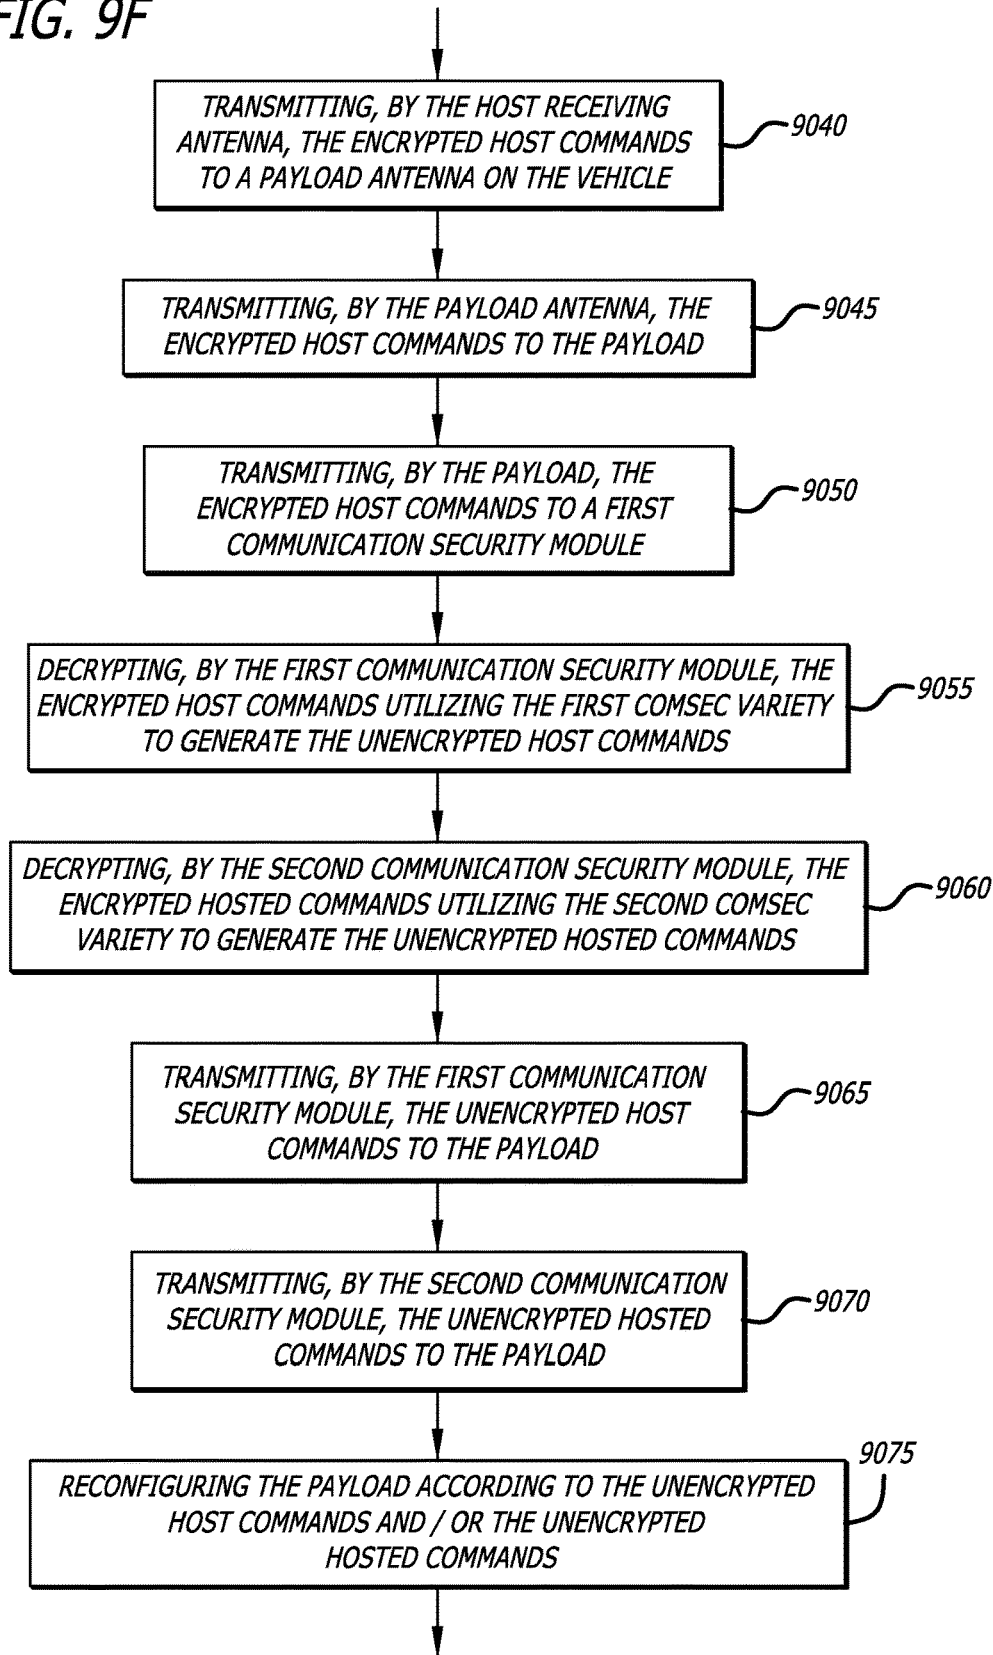 FIG. 9F
TRANSMITTING, BY THE HOST RECEIVING
ANTENNA, THE ENCRYPTED HOST COMMANDS
TO A PAYLOAD ANTENNA ON THE VEHICLE
9040
TRANSMITTING, BY THE PAYLOAD ANTENNA, THE
ENCRYPTED HOST COMMANDS TO THE PAYLOAD
9045
TRANSMITTING, BY THE PAYLOAD, THE
ENCRYPTED HOST COMMANDS TO A FIRST
COMMUNICATION SECURITY MODULE
9050
DECRYPTING, BY THE FIRST COMMUNICATION SECURITY MODULE, THE
ENCRYPTED HOST COMMANDS UTILIZING THE FIRST COMSEC VARIETY
TO GENERATE THE UNENCRYPTED HOST COMMANDS
9055
DECRYPTING, BY THE SECOND COMMUNICATION SECURITY MODULE, THE
ENCRYPTED HOSTED COMMANDS UTILIZING THE SECOND COMSEC
VARIETY TO GENERATE THE UNENCRYPTED HOSTED COMMANDS
9060
TRANSMITTING, BY THE FIRST COMMUNICATION
SECURITY MODULE, THE UNENCRYPTED HOST
COMMANDS TO THE PAYLOAD
9065
TRANSMITTING, BY THE SECOND COMMUNICATION
SECURITY MODULE, THE UNENCRYPTED HOSTED
COMMANDS TO THE PAYLOAD
9070
RECONFIGURING THE PAYLOAD ACCORDING TO THE UNENCRYPTED
HOST COMMANDS AND / OR THE UNENCRYPTED
HOSTED COMMANDS
9075